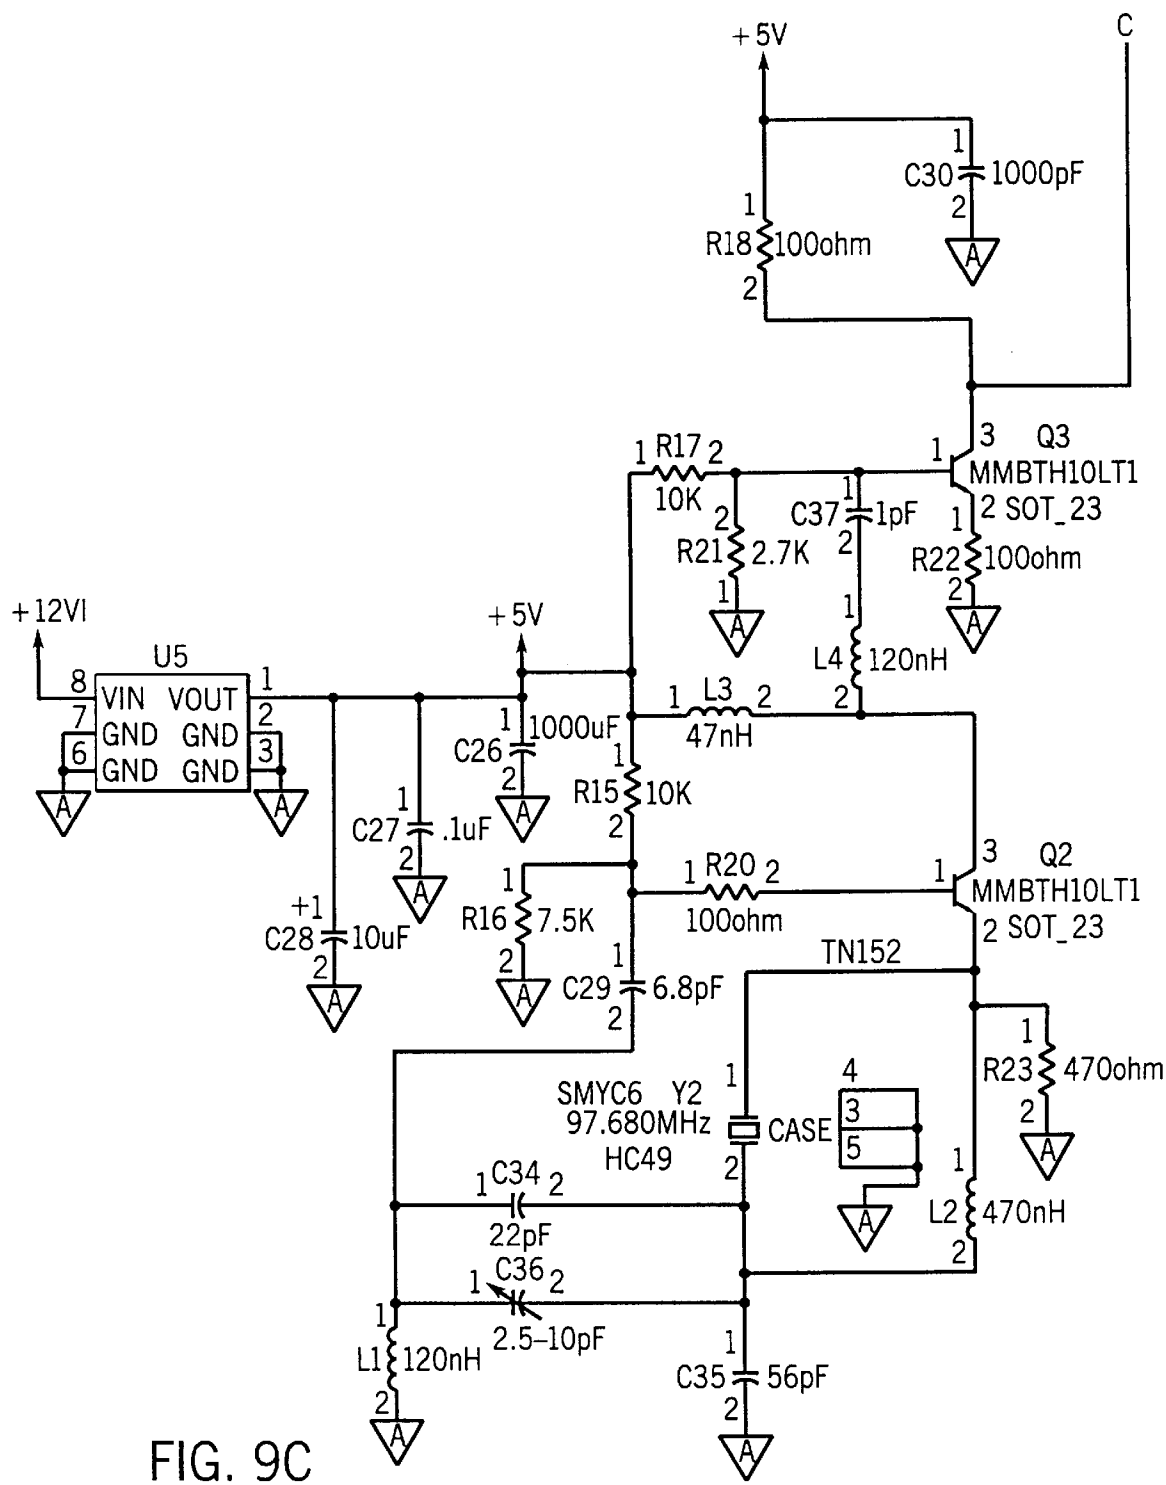 C
+5V
1
C30 1000pF
2
1
R18 100ohm
2
A
3 Q3
1 MMBTH10LT1
2 SOT_23
1 R17 2
10K
1
C37 1pF
2
2
R21 2.7K
1
A
1
R22 100ohm
2
A
+12VI
U5
8 VIN VOUT 1
7 GND GND 2
6 GND GND 3
A A
+5V
1 1000uF
C26
2
A
1
L4 120nH
2
1 L3 2
47nH
1
R15 10K
2
1
C27 .1uF
2
A
+1
C28 10uF
2
A
1
R16 7.5K
2
A
1 R20 2
100ohm
3 Q2
1 MMBTH10LT1
2 SOT_23
TN152
1
C29 6.8pF
2
1
R23 470ohm
2
A
SMYC6 Y2
97.680MHz
HC49
1
2
CASE
4
3
5
A
1
L2 470nH
2
1 C34 2
22pF
1 C36 2
2.5–10pF
1
L1 120nH
2
A
1
C35 56pF
2
A
FIG. 9C